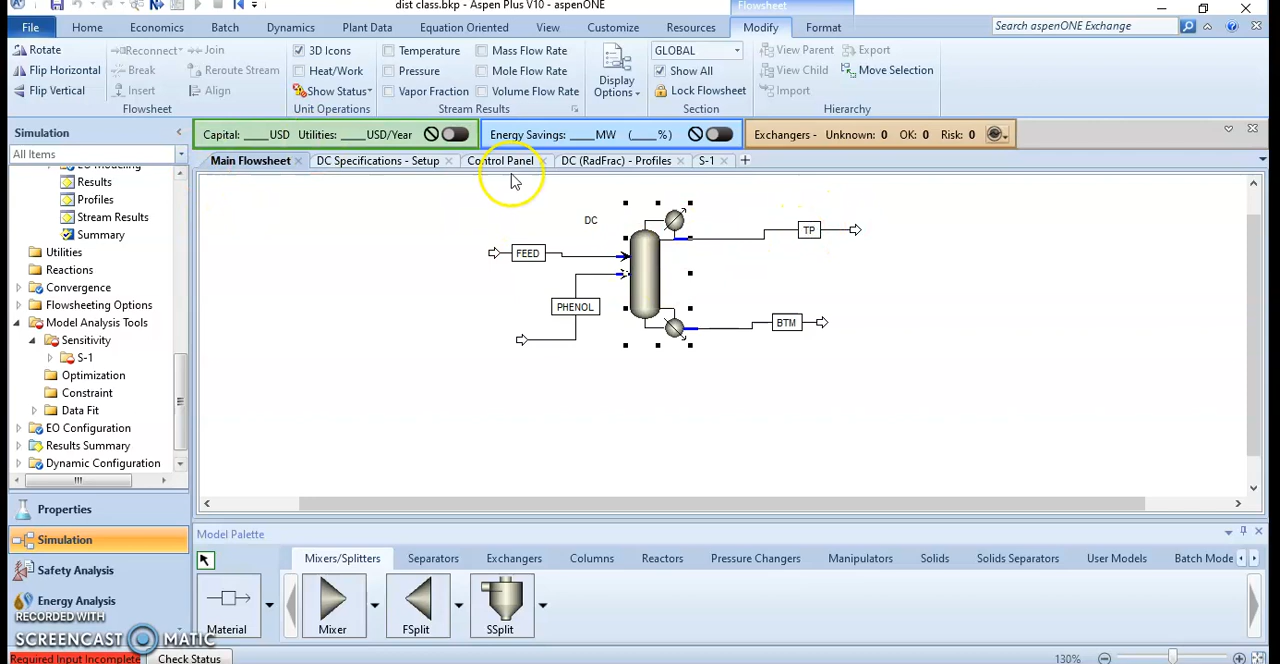 dist class.bkp - Aspen Plus V10 - aspenONE
Flowsheet
File Home Economics Batch Dynamics Plant Data Equation Oriented View Customize Resources Modify Format Search aspenONE Exchange
Rotate Reconnect Join 3D Icons Temperature Mass Flow Rate GLOBAL View Parent Export
Flip Horizontal Break Reroute Stream Heat/Work Pressure Mole Flow Rate Show All View Child Move Selection
Flip Vertical Insert Align Show Status Vapor Fraction Volume Flow Rate Display Options Lock Flowsheet Import
Flowsheet Unit Operations Stream Results Section Hierarchy
Simulation Capital: ____USD Utilities: ____USD/Year Energy Savings: ____MW (____%) Exchangers - Unknown: 0 OK: 0 Risk: 0
All Items Main Flowsheet DC Specifications - Setup Control Panel DC (RadFrac) - Profiles S-1 +
EO Modeling
Results
Profiles
Stream Results
Summary
Utilities
Reactions
Convergence
Flowsheeting Options
Model Analysis Tools
Sensitivity
S-1
Optimization
Constraint
Data Fit
EO Configuration
Results Summary
Dynamic Configuration
DC
TP
FEED
PHENOL
BTM
Properties
Simulation
Safety Analysis
Energy Analysis
RECORDED WITH
SCREENCAST MATIC
Model Palette
Mixers/Splitters Separators Exchangers Columns Reactors Pressure Changers Manipulators Solids Solids Separators User Models Batch Mode
Material Mixer FSplit SSplit
Required Input Incomplete Check Status 130%